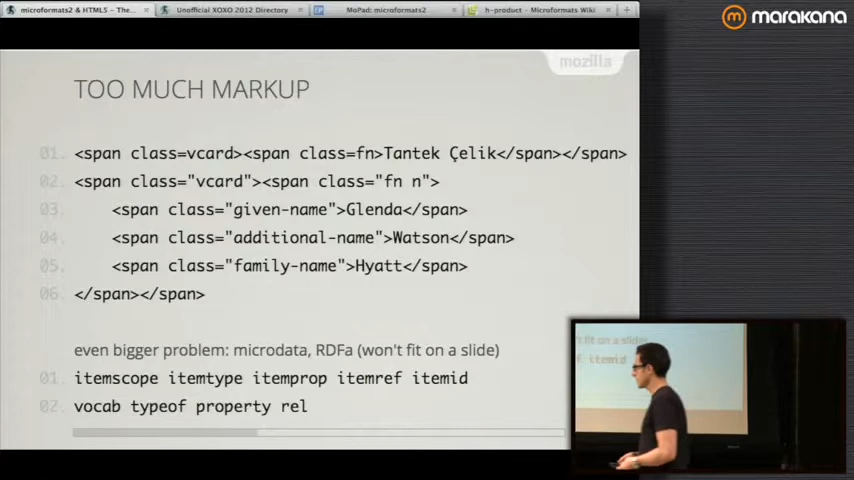 microformats2 & HTML5 - The...
Unofficial XOXO 2012 Directory
MoPad: microformats2
h-product - Microformats Wiki
marakana
mozilla
TOO MUCH MARKUP
01. <span class=vcard><span class=fn>Tantek Çelik</span></span>
02. <span class="vcard"><span class="fn n">
03. <span class="given-name">Glenda</span>
04. <span class="additional-name">Watson</span>
05. <span class="family-name">Hyatt</span>
06. </span></span>
even bigger problem: microdata, RDFa (won't fit on a slide)
01. itemscope itemtype itemprop itemref itemid
02. vocab typeof property rel
't fit on a slide)
f itemid